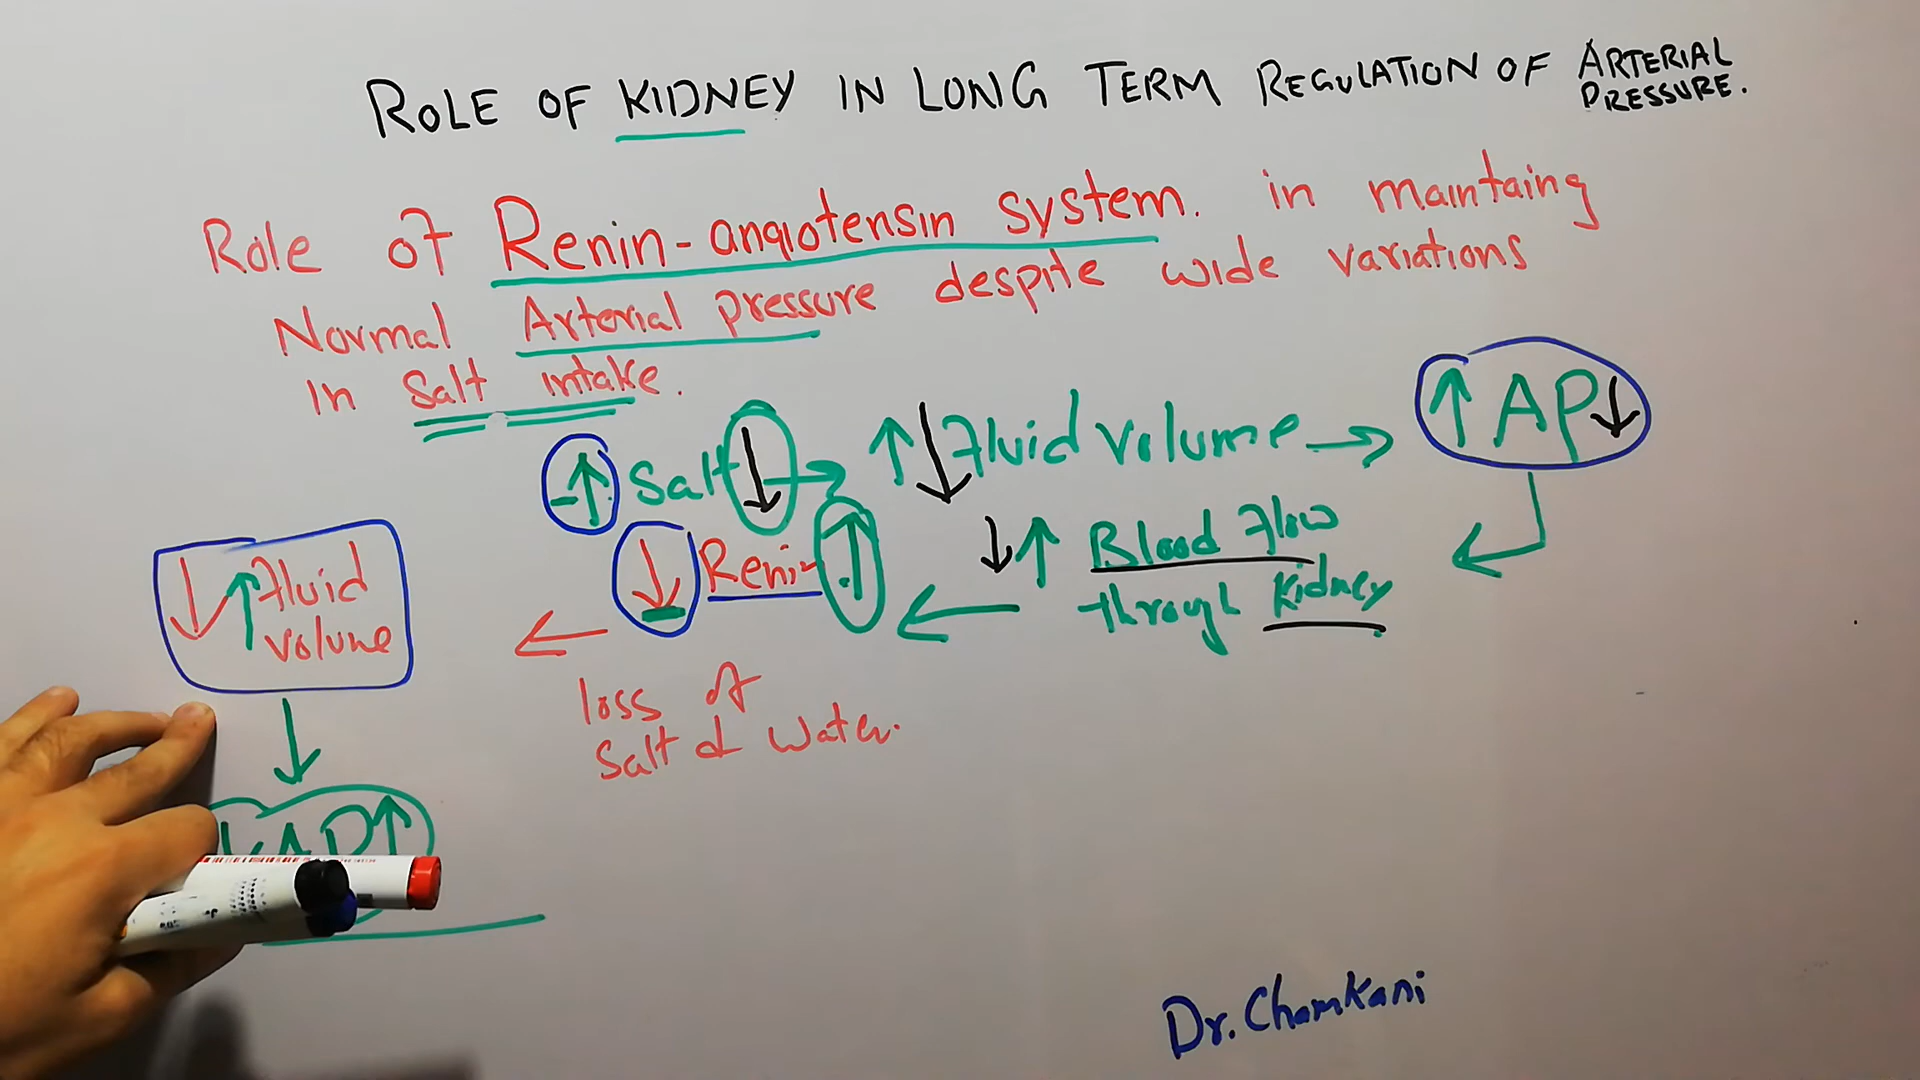 ROLE OF KIDNEY IN LONG TERM REGULATION OF ARTERIAL PRESSURE.
Role of Renin-angiotensin system. in maintaing
Normal Arterial pressure despite wide variations
In Salt intake.
↑ Salt ↓ → ↑ ↓ Fluid Volume → ↑ AP ↓
↓ ↑ Blood Flow
through Kidney
↓ Renin ↑
↓ ↑ Fluid
volume
loss of
Salt & Water.
AP ↑
Dr. Chamkani